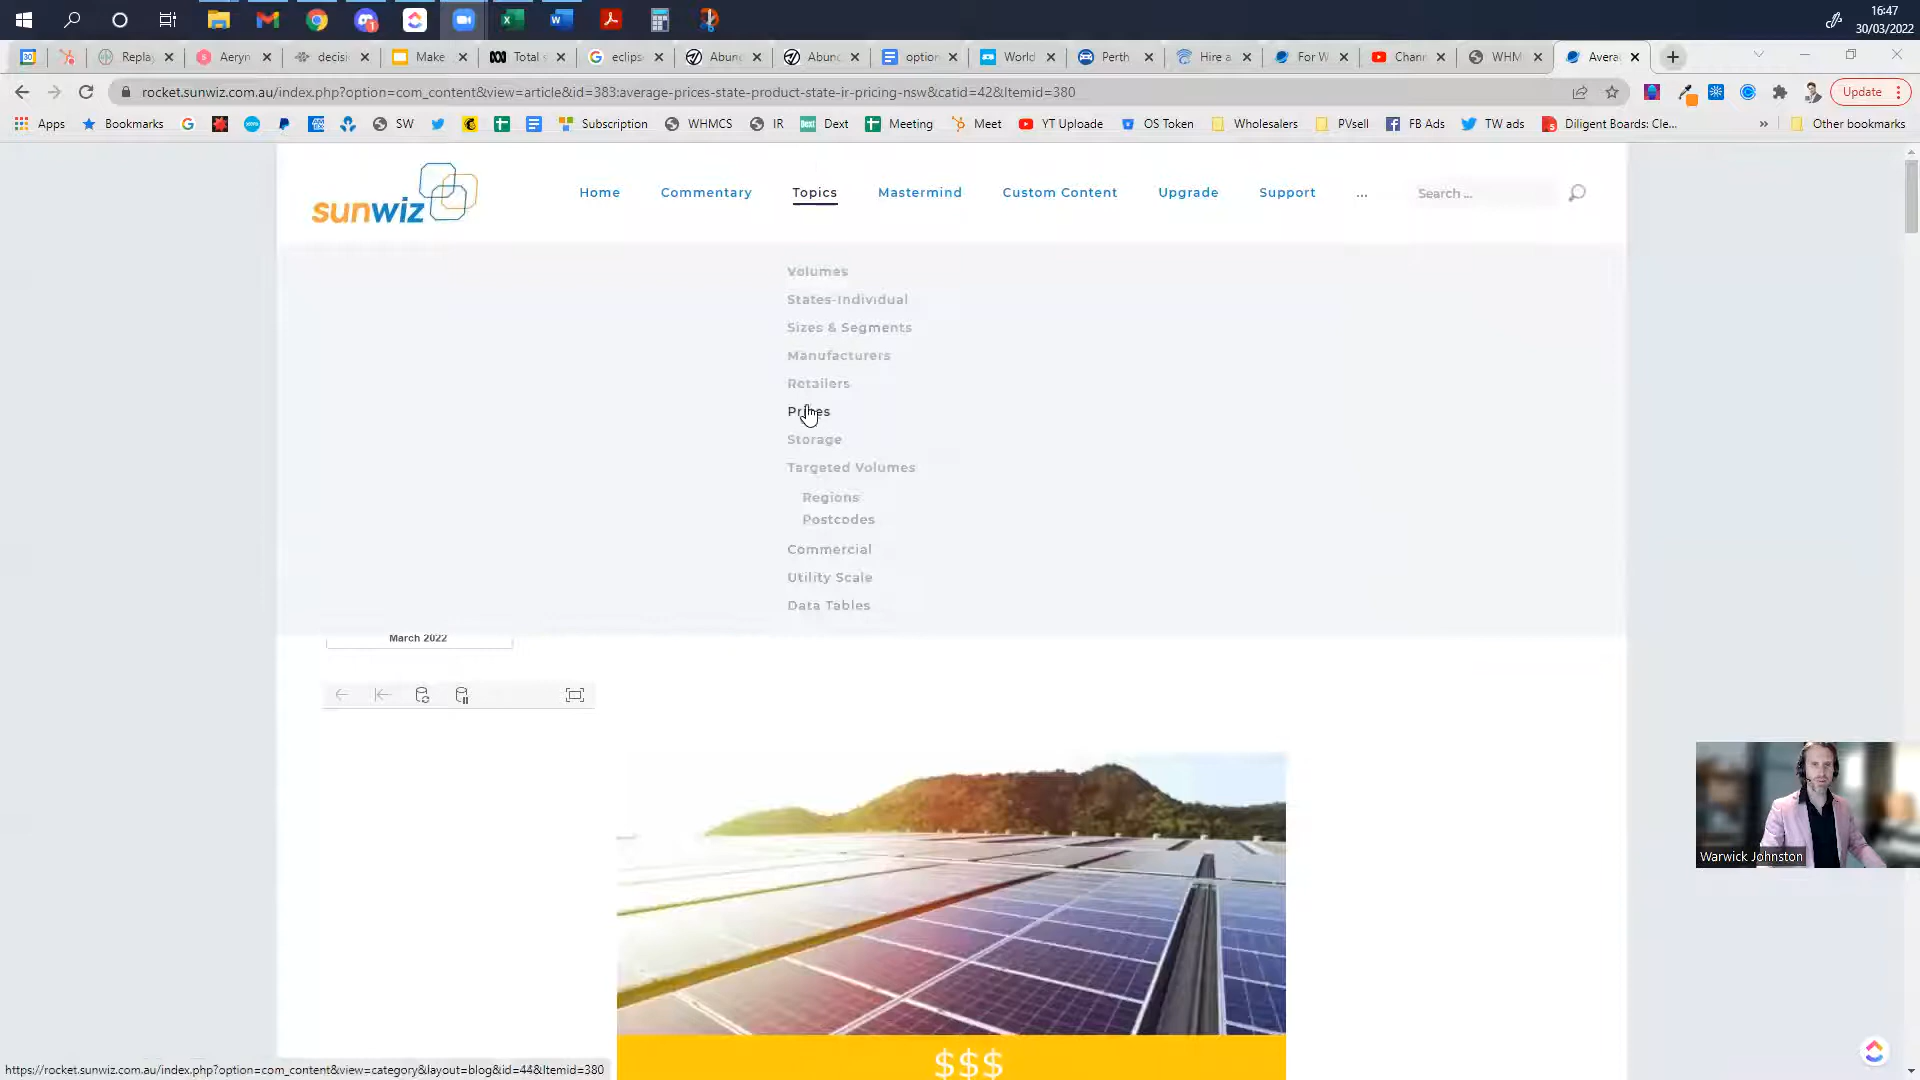 16:47
30/03/2022
Repla
Aeryn
decisi
Make
Total s
eclips
Abunc
Abunc
option
World
Perth
Hire a
For W
Chann
WHM
Avera
rocket.sunwiz.com.au/index.php?option=com_content&view=article&id=383:average-prices-state-product-state-ir-pricing-nsw&catid=42&Itemid=380
Update
Apps
Bookmarks
SW
Subscription
WHMCS
IR
Dext
Meeting
Meet
YT Uploade
OS Token
Wholesalers
PVsell
FB Ads
TW ads
Diligent Boards: Cle...
Other bookmarks
sunwiz
Home
Commentary
Topics
Mastermind
Custom Content
Upgrade
Support
...
Search ...
Volumes
States-Individual
Sizes & Segments
Manufacturers
Retailers
Prices
Storage
Targeted Volumes
Regions
Postcodes
Commercial
Utility Scale
Data Tables
March 2022
Warwick Johnston
$$$
https://rocket.sunwiz.com.au/index.php?option=com_content&view=category&layout=blog&id=44&Itemid=380